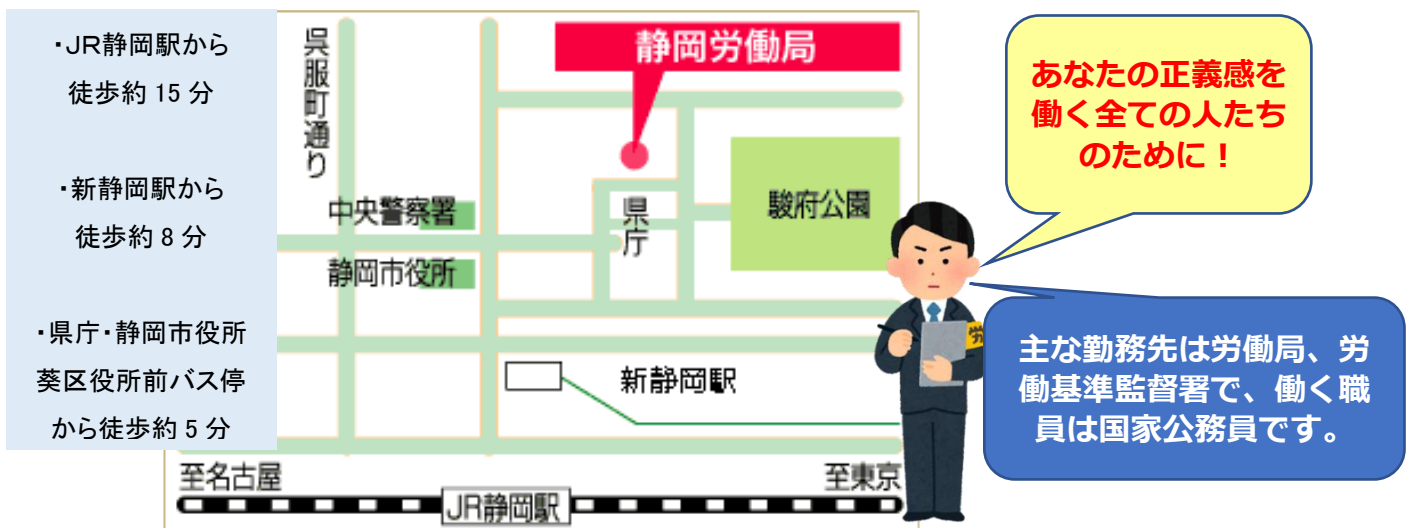 ・JR静岡駅から
徒歩約 15 分
・新静岡駅から
徒歩約 8 分
・県庁・静岡市役所
葵区役所前バス停
から徒歩約 5 分
呉服町通り
静岡労働局
中央警察署
静岡市役所
県庁
駿府公園
新静岡駅
至名古屋
至東京
JR静岡駅
あなたの正義感を
働く全ての人たち
のために！
労
主な勤務先は労働局、労
働基準監督署で、働く職
員は国家公務員です。